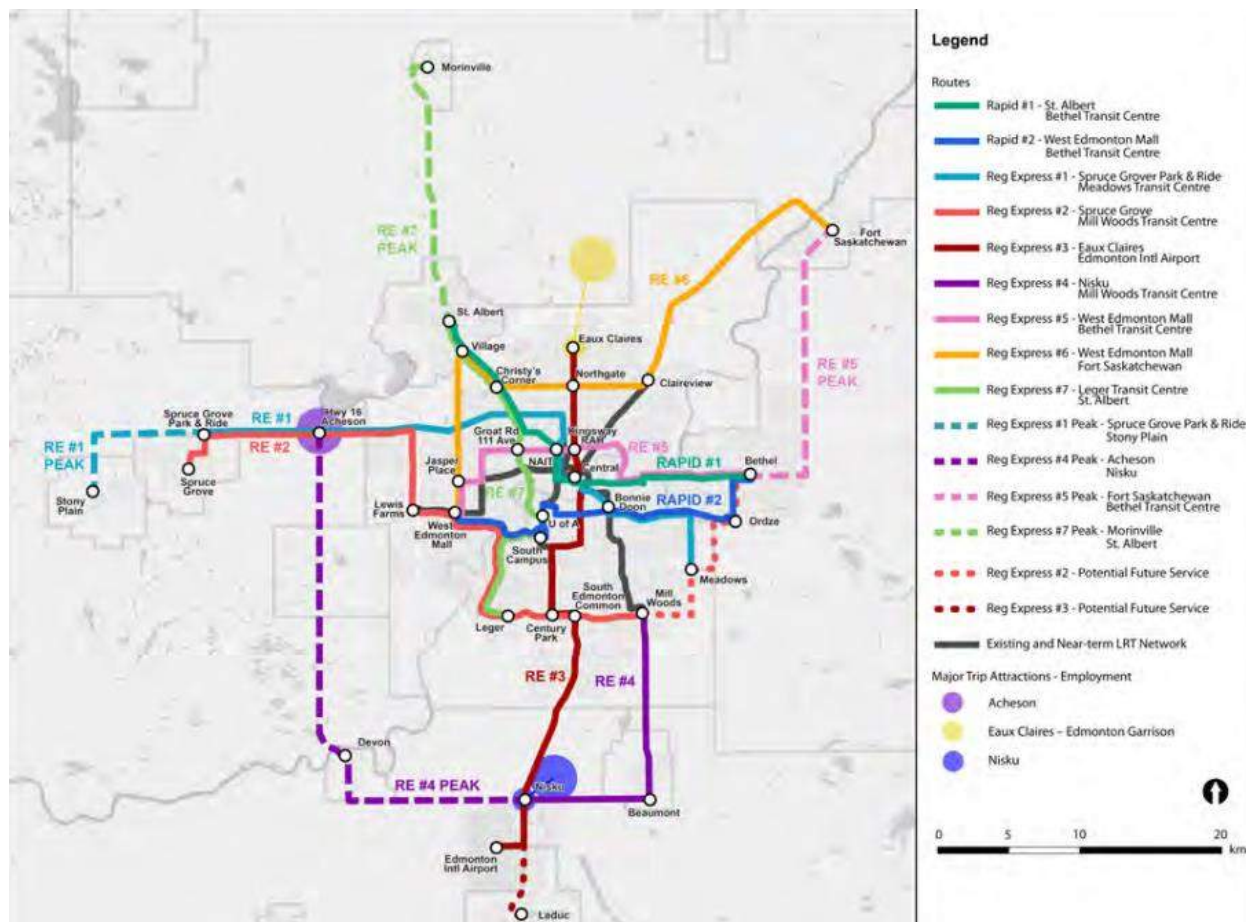 Morinville
RE #7
PEAK
Fort
Saskatchewan
RE #6
St. Albert
Village
Eaux Claires
RE #5
PEAK
Christy's
Corner
Northgate
Claireview
Spruce Grove
Park & Ride
RE #1
Hwy 16
Acheson
RE #2
RE #1
PEAK
Groat Rd
111 Ave
Kingsway
RAH
RE #5
NAIT
Spruce
Grove
Jasper
Place
RE #7
Central
RAPID #1
Bethel
Stony
Plain
Lewis
Farms
West
Edmonton
Mall
Bonnie
Doon
RAPID #2
U of A
Ordze
South
Campus
Meadows
South
Edmonton
Common
Mill
Woods
Leger
Century
Park
RE #3
RE #4
Devon
RE #4 PEAK
Nisku
Beaumont
Edmonton
Intl Airport
Leduc
Legend
Routes
Rapid #1 - St. Albert
Bethel Transit Centre
Rapid #2 - West Edmonton Mall
Bethel Transit Centre
Reg Express #1 - Spruce Grover Park & Ride
Meadows Transit Centre
Reg Express #2 - Spruce Grove
Mill Woods Transit Centre
Reg Express #3 - Eaux Claires
Edmonton Intl Airport
Reg Express #4 - Nisku
Mill Woods Transit Centre
Reg Express #5 - West Edmonton Mall
Bethel Transit Centre
Reg Express #6 - West Edmonton Mall
Fort Saskatchewan
Reg Express #7 - Leger Transit Centre
St. Albert
Reg Express #1 Peak - Spruce Grove Park & Ride
Stony Plain
Reg Express #4 Peak - Acheson
Nisku
Reg Express #5 Peak - Fort Saskatchewan
Bethel Transit Centre
Reg Express #7 Peak - Morinville
St. Albert
Reg Express #2 - Potential Future Service
Reg Express #3 - Potential Future Service
Existing and Near-term LRT Network
Major Trip Attractions - Employment
Acheson
Eaux Claires – Edmonton Garrison
Nisku
0 5 10 20
km